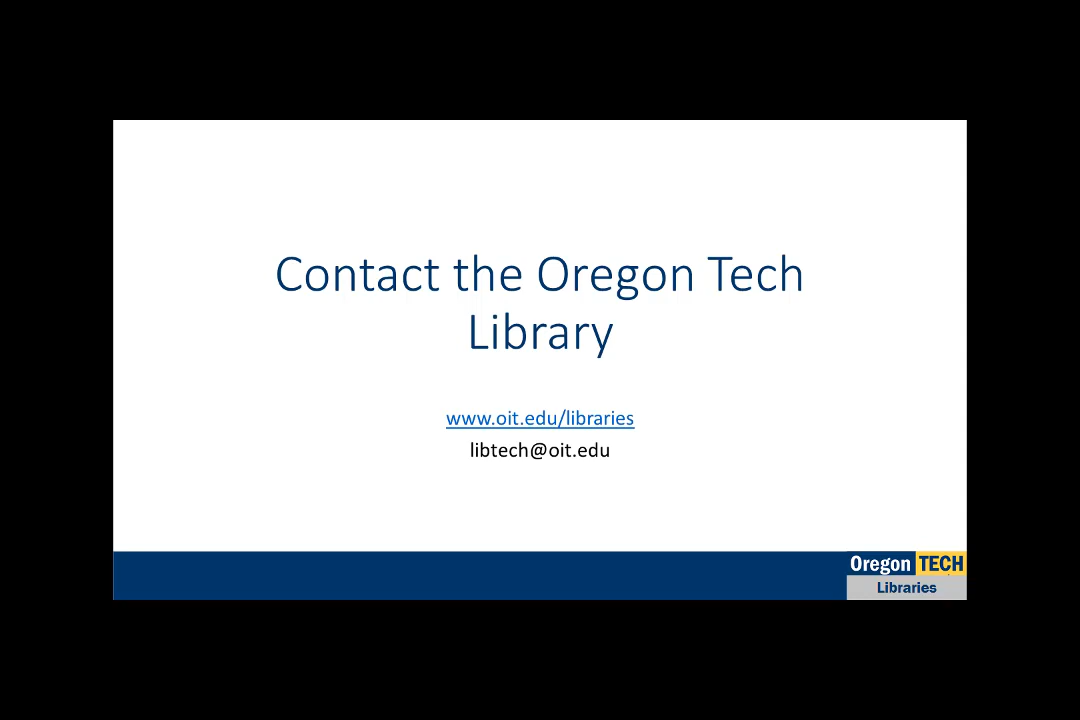 Contact the Oregon Tech
Library
www.oit.edu/libraries
libtech@oit.edu
Oregon TECH
Libraries